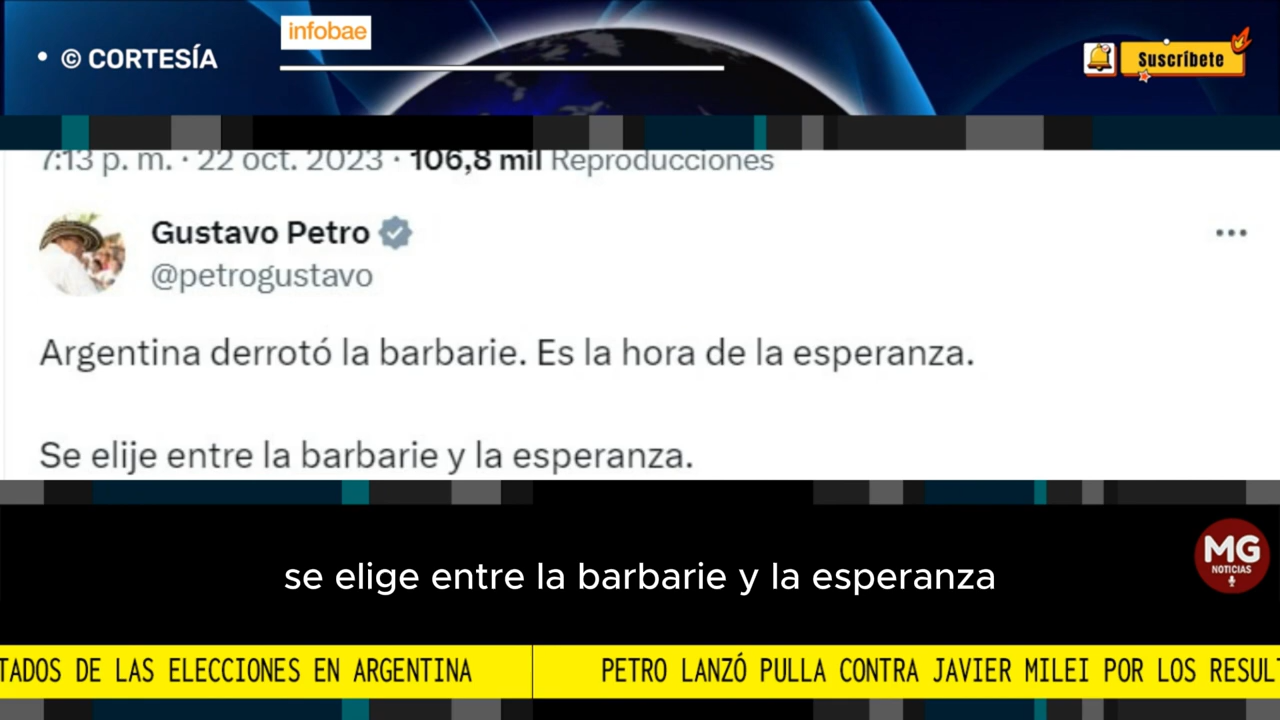 • © CORTESÍA
infobae
Suscríbete
7:13 p. m. · 22 oct. 2023 · 106,8 mil Reproducciones
Gustavo Petro
@petrogustavo
Argentina derrotó la barbarie. Es la hora de la esperanza.
Se elije entre la barbarie y la esperanza.
se elige entre la barbarie y la esperanza
MG
NOTICIAS
TADOS DE LAS ELECCIONES EN ARGENTINA
PETRO LANZÓ PULLA CONTRA JAVIER MILEI POR LOS RESUL